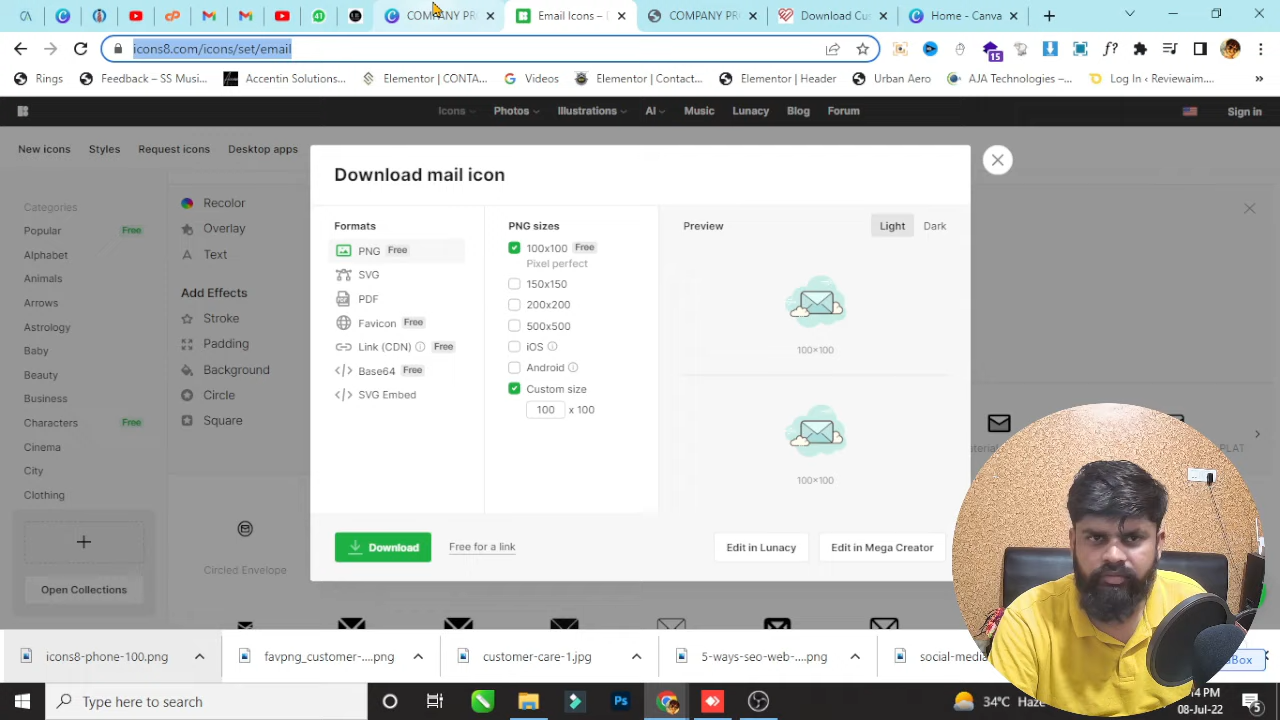 COMPANY PR
Email Icons – D
COMPANY PR
Download Cus
Home - Canva
41
icons8.com/icons/set/email
15
f?
Rings
Feedback – SS Musi...
Accentin Solutions...
Elementor | CONTA...
Videos
Elementor | Contact...
Elementor | Header
Urban Aero
AJA Technologies –...
Log In ‹ Reviewaim...
»
Icons
Photos
Illustrations
AI
Music
Lunacy
Blog
Forum
Sign in
New icons
Styles
Request icons
Desktop apps
Download mail icon
Categories
Popular Free
Alphabet
Animals
Arrows
Astrology
Baby
Beauty
Business
Characters Free
Cinema
City
Clothing
Open Collections
Recolor
Overlay
Text
Add Effects
Stroke
Padding
Background
Circle
Square
Circled Envelope
Formats
PNG Free
SVG
PDF
Favicon Free
Link (CDN) Free
Base64 Free
SVG Embed
PNG sizes
100x100 Free
Pixel perfect
150x150
200x200
500x500
iOS
Android
Custom size
100 x 100
Preview
Light
Dark
100×100
100×100
Download
Free for a link
Edit in Lunacy
Edit in Mega Creator
PLAT
icons8-phone-100.png
favpng_customer-....png
customer-care-1.jpg
5-ways-seo-web-....png
social-media
Type here to search
Ps
34°C Haze
08-Jul-22
5